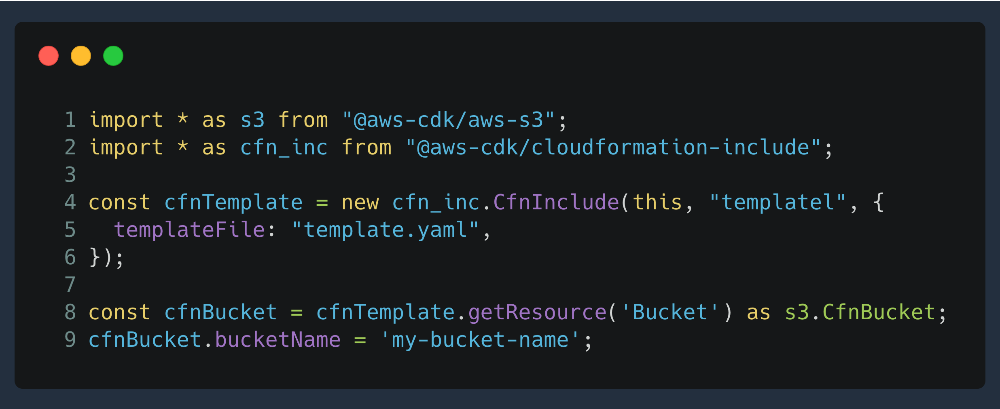 1 import * as s3 from "@aws-cdk/aws-s3";
2 import * as cfn_inc from "@aws-cdk/cloudformation-include";
3
4 const cfnTemplate = new cfn_inc.CfnInclude(this, "templatel", {
5   templateFile: "template.yaml",
6 });
7
8 const cfnBucket = cfnTemplate.getResource('Bucket') as s3.CfnBucket;
9 cfnBucket.bucketName = 'my-bucket-name';